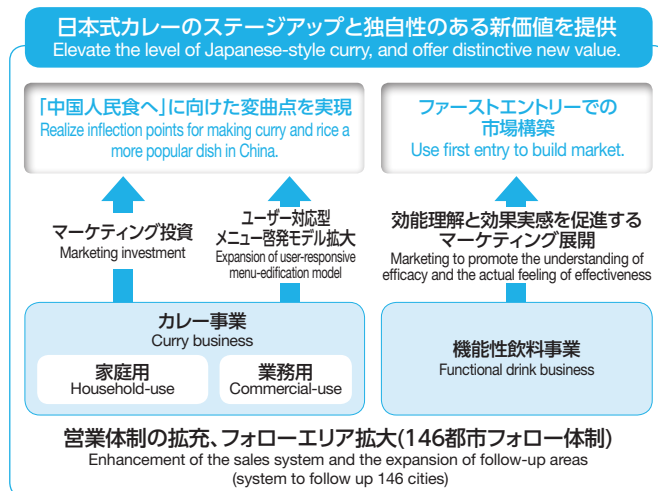 日本式カレーのステージアップと独自性のある新価値を提供
Elevate the level of Japanese-style curry, and offer distinctive new value.
「中国人民食へ」に向けた変曲点を実現
Realize inflection points for making curry and rice a
more popular dish in China.
ファーストエントリーでの
市場構築
Use first entry to build market.
マーケティング投資
Marketing investment
ユーザー対応型
メニュー啓発モデル拡大
Expansion of user-responsive
menu-edification model
効能理解と効果実感を促進する
マーケティング展開
Marketing to promote the understanding of
efficacy and the actual feeling of effectiveness
カレー事業
Curry business
家庭用
Household-use
業務用
Commercial-use
機能性飲料事業
Functional drink business
営業体制の拡充、フォローエリア拡大(146都市フォロー体制)
Enhancement of the sales system and the expansion of follow-up areas
(system to follow up 146 cities)